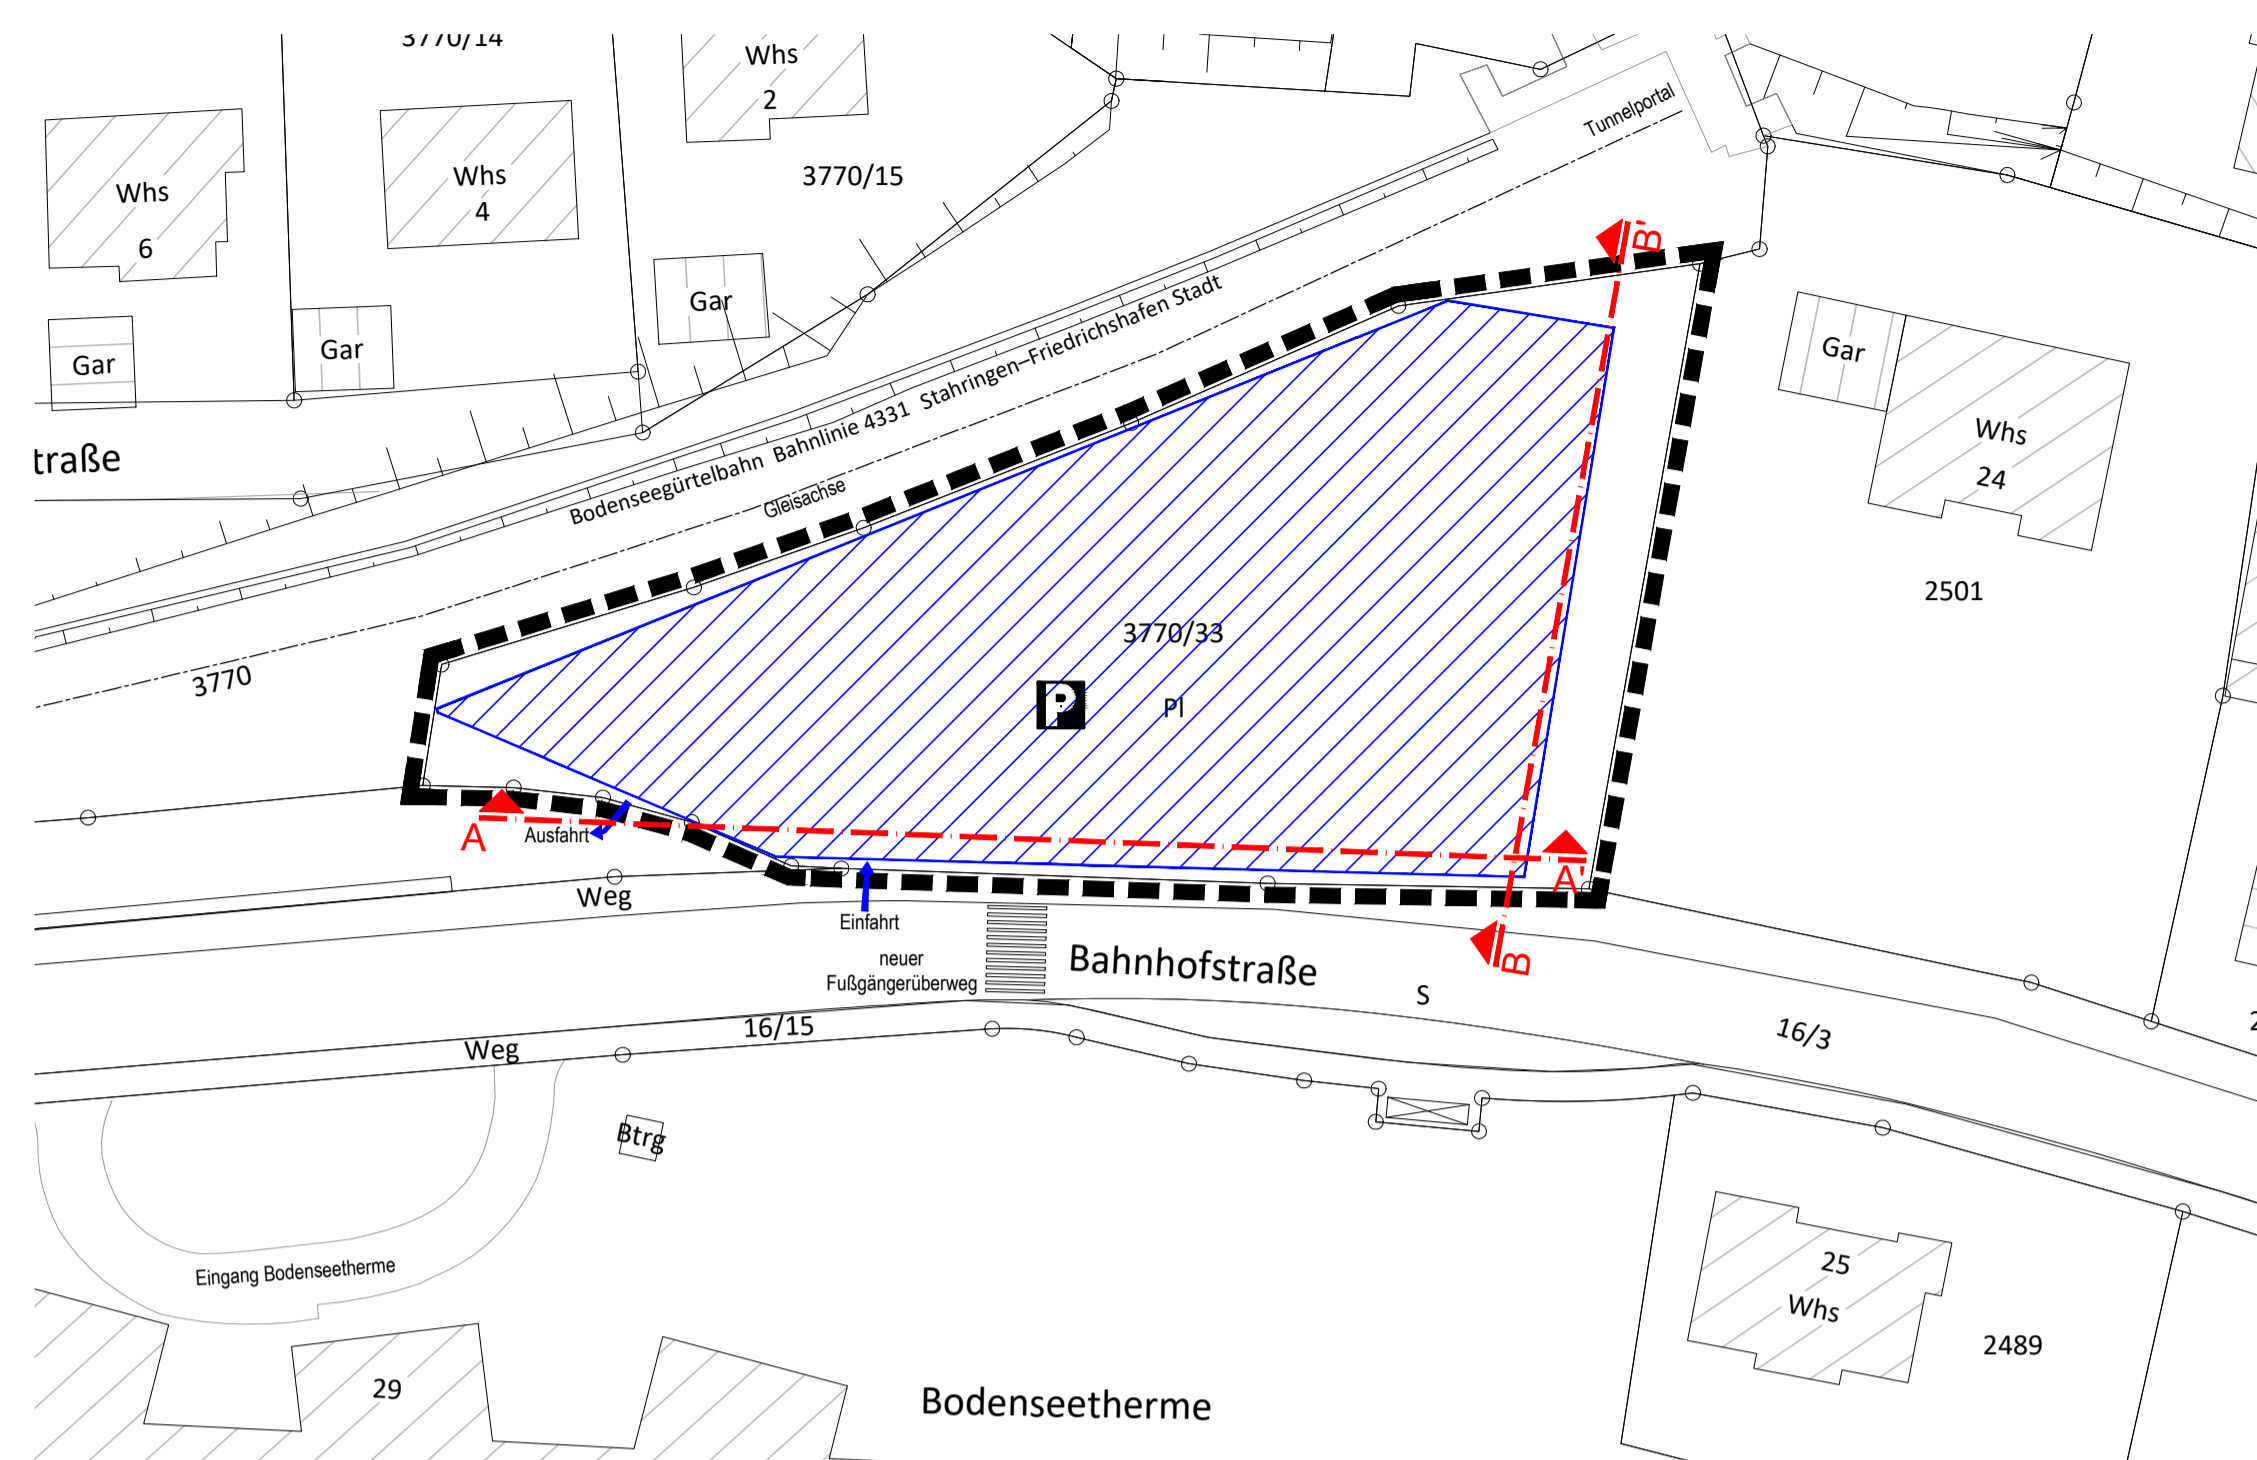 3770/14
Whs
2
Whs
6
Whs
4
3770/15
Tunnelportal
B'
Gar
Gar
Gar
Gar
Whs
24
traße
Bodenseegürtelbahn Bahnlinie 4331 Stahringen–Friedrichshafen Stadt
Gleisachse
2501
3770/33
3770
P
Pl
A
Ausfahrt
A'
Weg
Einfahrt
neuer
Fußgängerüberweg
Bahnhofstraße
B
S
16/15
16/3
Weg
Btrg
Eingang Bodenseetherme
25
Whs
2489
29
Bodenseetherme